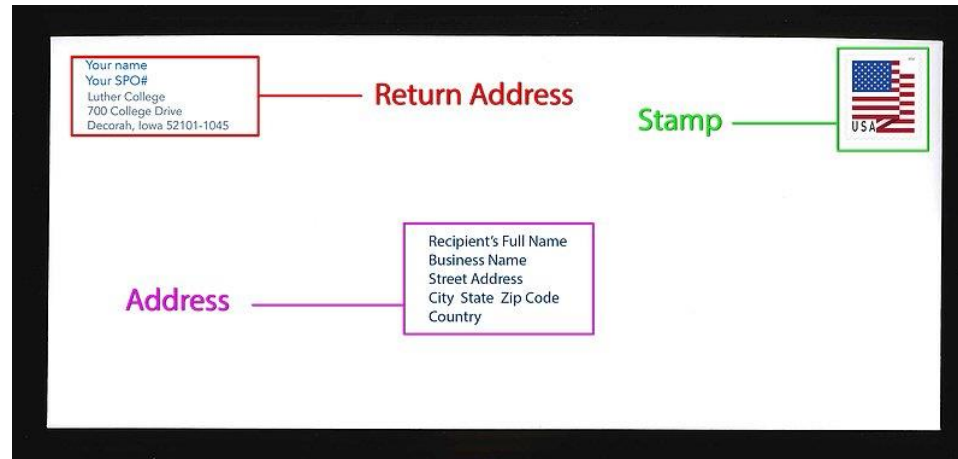 Your name
Your SPO#
Luther College
700 College Drive
Decorah, Iowa 52101-1045
Return Address
Stamp
USA
Recipient's Full Name
Business Name
Street Address
City State Zip Code
Country
Address